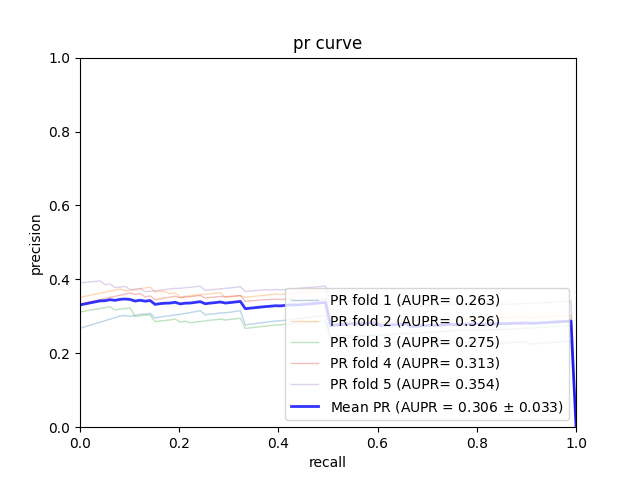 pr curve
1.0
0.8
0.6
0.4
0.2
0.0
precision
PR fold 1 (AUPR= 0.263)
PR fold 2 (AUPR= 0.326)
PR fold 3 (AUPR= 0.275)
PR fold 4 (AUPR= 0.313)
PR fold 5 (AUPR= 0.354)
Mean PR (AUPR = 0.306 ± 0.033)
0.0 0.2 0.4 0.6 0.8 1.0
recall